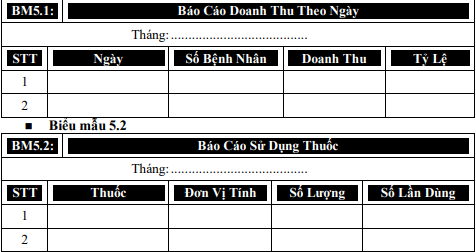 BM5.1: Báo Cáo Doanh Thu Theo Ngày
Tháng: .......................................
STT Ngày Số Bệnh Nhân Doanh Thu Tỷ Lệ
1
2
■ Biểu mẫu 5.2
BM5.2: Báo Cáo Sử Dụng Thuốc
Tháng: .......................................
STT Thuốc Đơn Vị Tính Số Lượng Số Lần Dùng
1
2